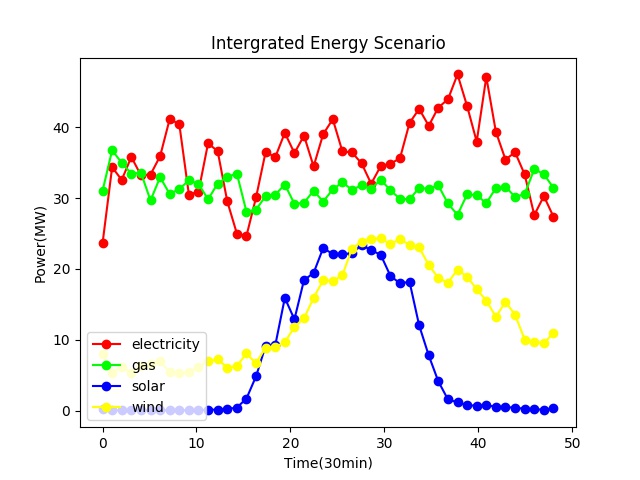 Intergrated Energy Scenario
Power(MW)
40
30
20
10
0
electricity
gas
solar
wind
0 10 20 30 40 50
Time(30min)